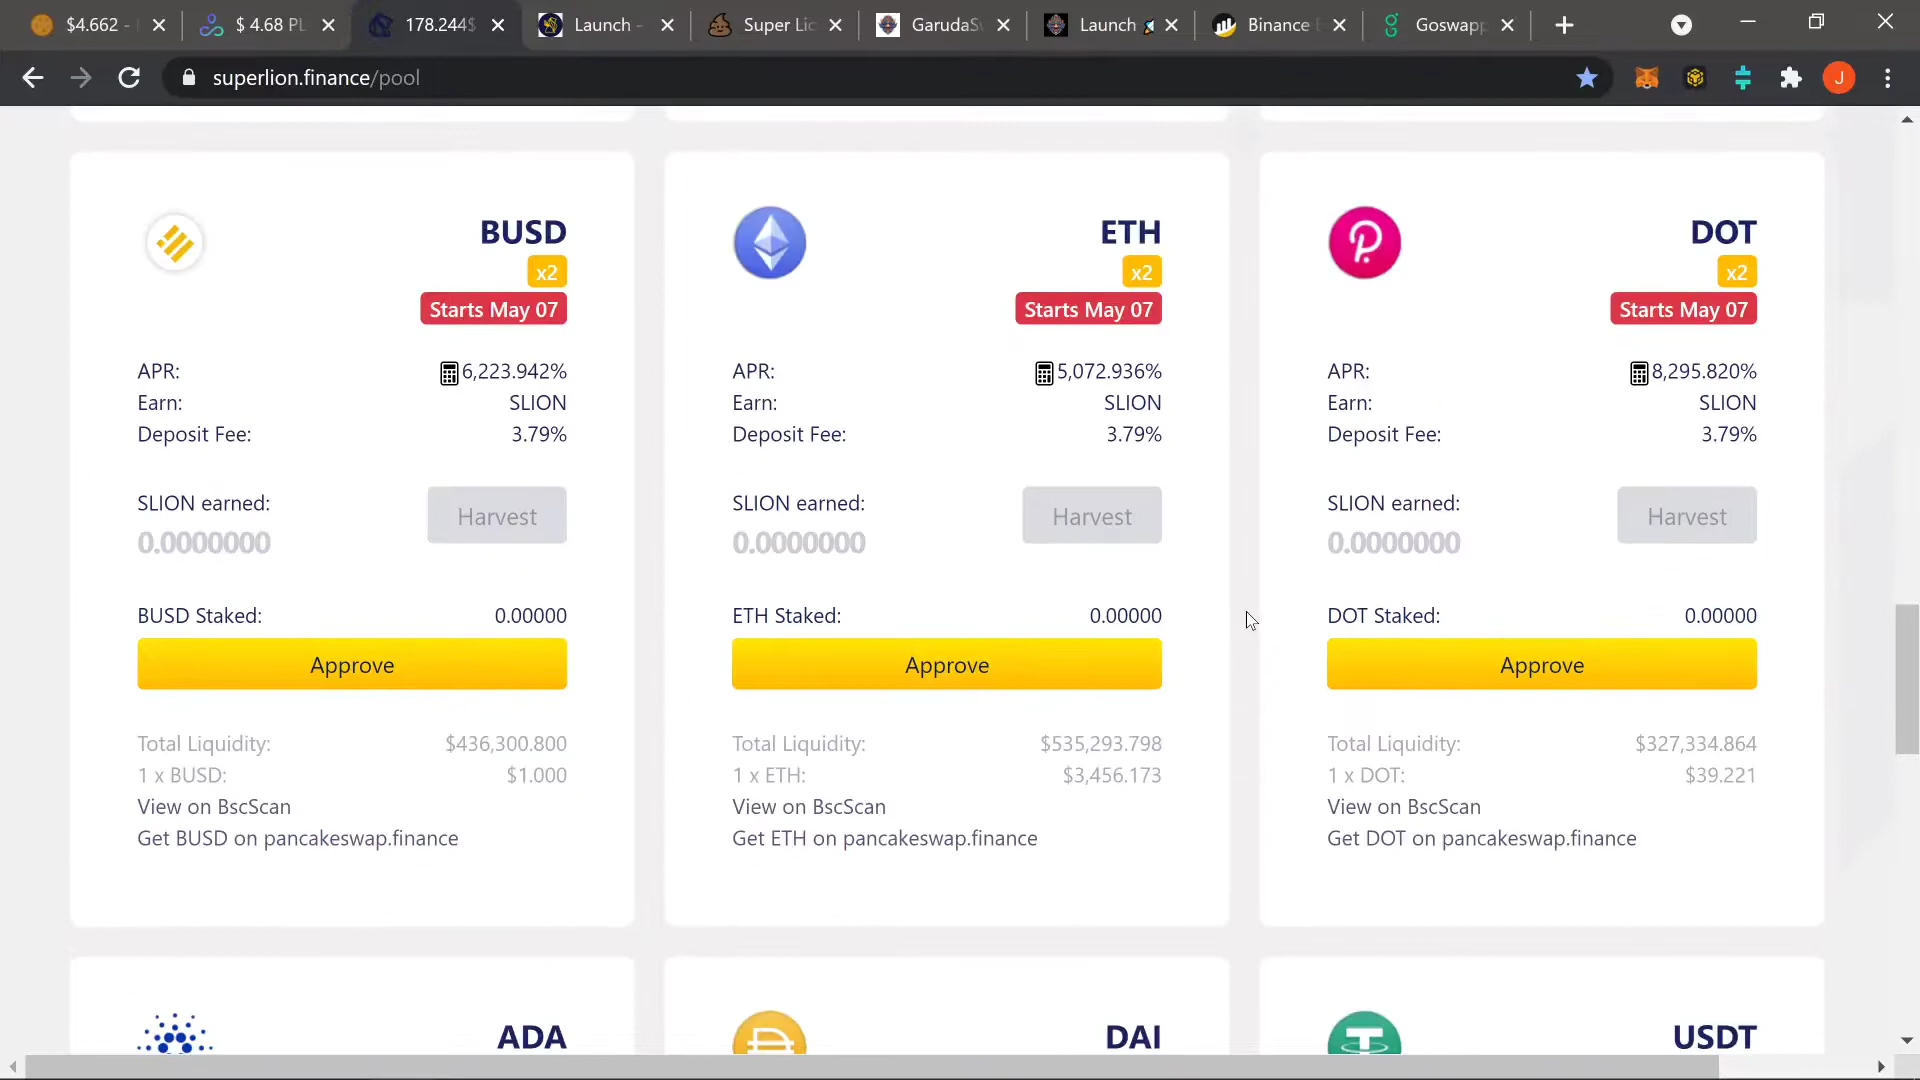 $4.662 -
$ 4.68 PL
178.244$
Launch -
Super Lic
GarudaS
Launch
Binance E
Goswapp
superlion.finance/pool
J
BUSD
x2
Starts May 07
APR: 6,223.942%
Earn: SLION
Deposit Fee: 3.79%
SLION earned:
Harvest
0.0000000
BUSD Staked: 0.00000
Approve
Total Liquidity: $436,300.800
1 x BUSD: $1.000
View on BscScan
Get BUSD on pancakeswap.finance
ETH
x2
Starts May 07
APR: 5,072.936%
Earn: SLION
Deposit Fee: 3.79%
SLION earned:
Harvest
0.0000000
ETH Staked: 0.00000
Approve
Total Liquidity: $535,293.798
1 x ETH: $3,456.173
View on BscScan
Get ETH on pancakeswap.finance
DOT
x2
Starts May 07
APR: 8,295.820%
Earn: SLION
Deposit Fee: 3.79%
SLION earned:
Harvest
0.0000000
DOT Staked: 0.00000
Approve
Total Liquidity: $327,334.864
1 x DOT: $39.221
View on BscScan
Get DOT on pancakeswap.finance
ADA
DAI
USDT